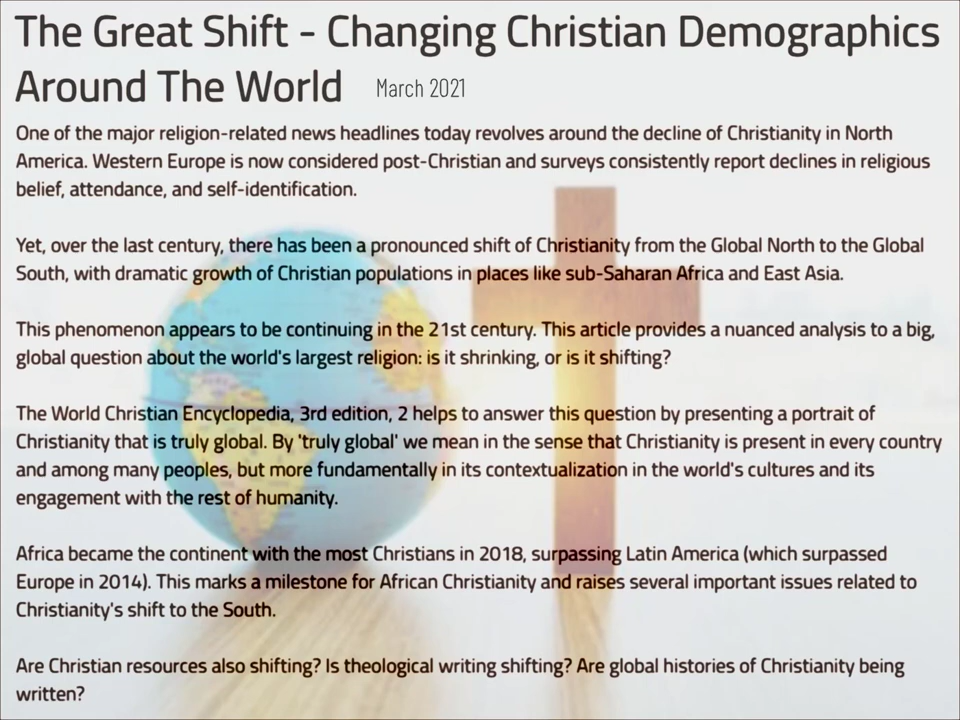 The Great Shift - Changing Christian Demographics
Around The World March 2021
One of the major religion-related news headlines today revolves around the decline of Christianity in North
America. Western Europe is now considered post-Christian and surveys consistently report declines in religious
belief, attendance, and self-identification.
Yet, over the last century, there has been a pronounced shift of Christianity from the Global North to the Global
South, with dramatic growth of Christian populations in places like sub-Saharan Africa and East Asia.
This phenomenon appears to be continuing in the 21st century. This article provides a nuanced analysis to a big,
global question about the world's largest religion: is it shrinking, or is it shifting?
The World Christian Encyclopedia, 3rd edition, 2 helps to answer this question by presenting a portrait of
Christianity that is truly global. By 'truly global' we mean in the sense that Christianity is present in every country
and among many peoples, but more fundamentally in its contextualization in the world's cultures and its
engagement with the rest of humanity.
Africa became the continent with the most Christians in 2018, surpassing Latin America (which surpassed
Europe in 2014). This marks a milestone for African Christianity and raises several important issues related to
Christianity's shift to the South.
Are Christian resources also shifting? Is theological writing shifting? Are global histories of Christianity being
written?